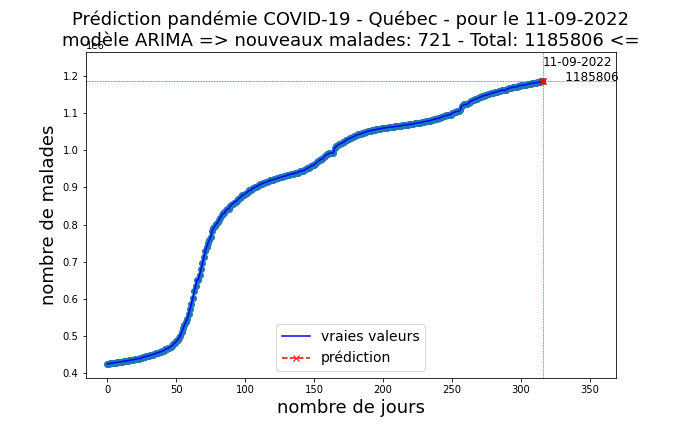 Prédiction pandémie COVID-19 - Québec - pour le 11-09-2022
modèle ARIMA => nouveaux malades: 721 - Total: 1185806 <=
1e6
11-09-2022
1185806
1.2
1.1
1.0
0.9
0.8
0.7
0.6
0.5
0.4
nombre de malades
vraies valeurs
prédiction
0 50 100 150 200 250 300 350
nombre de jours